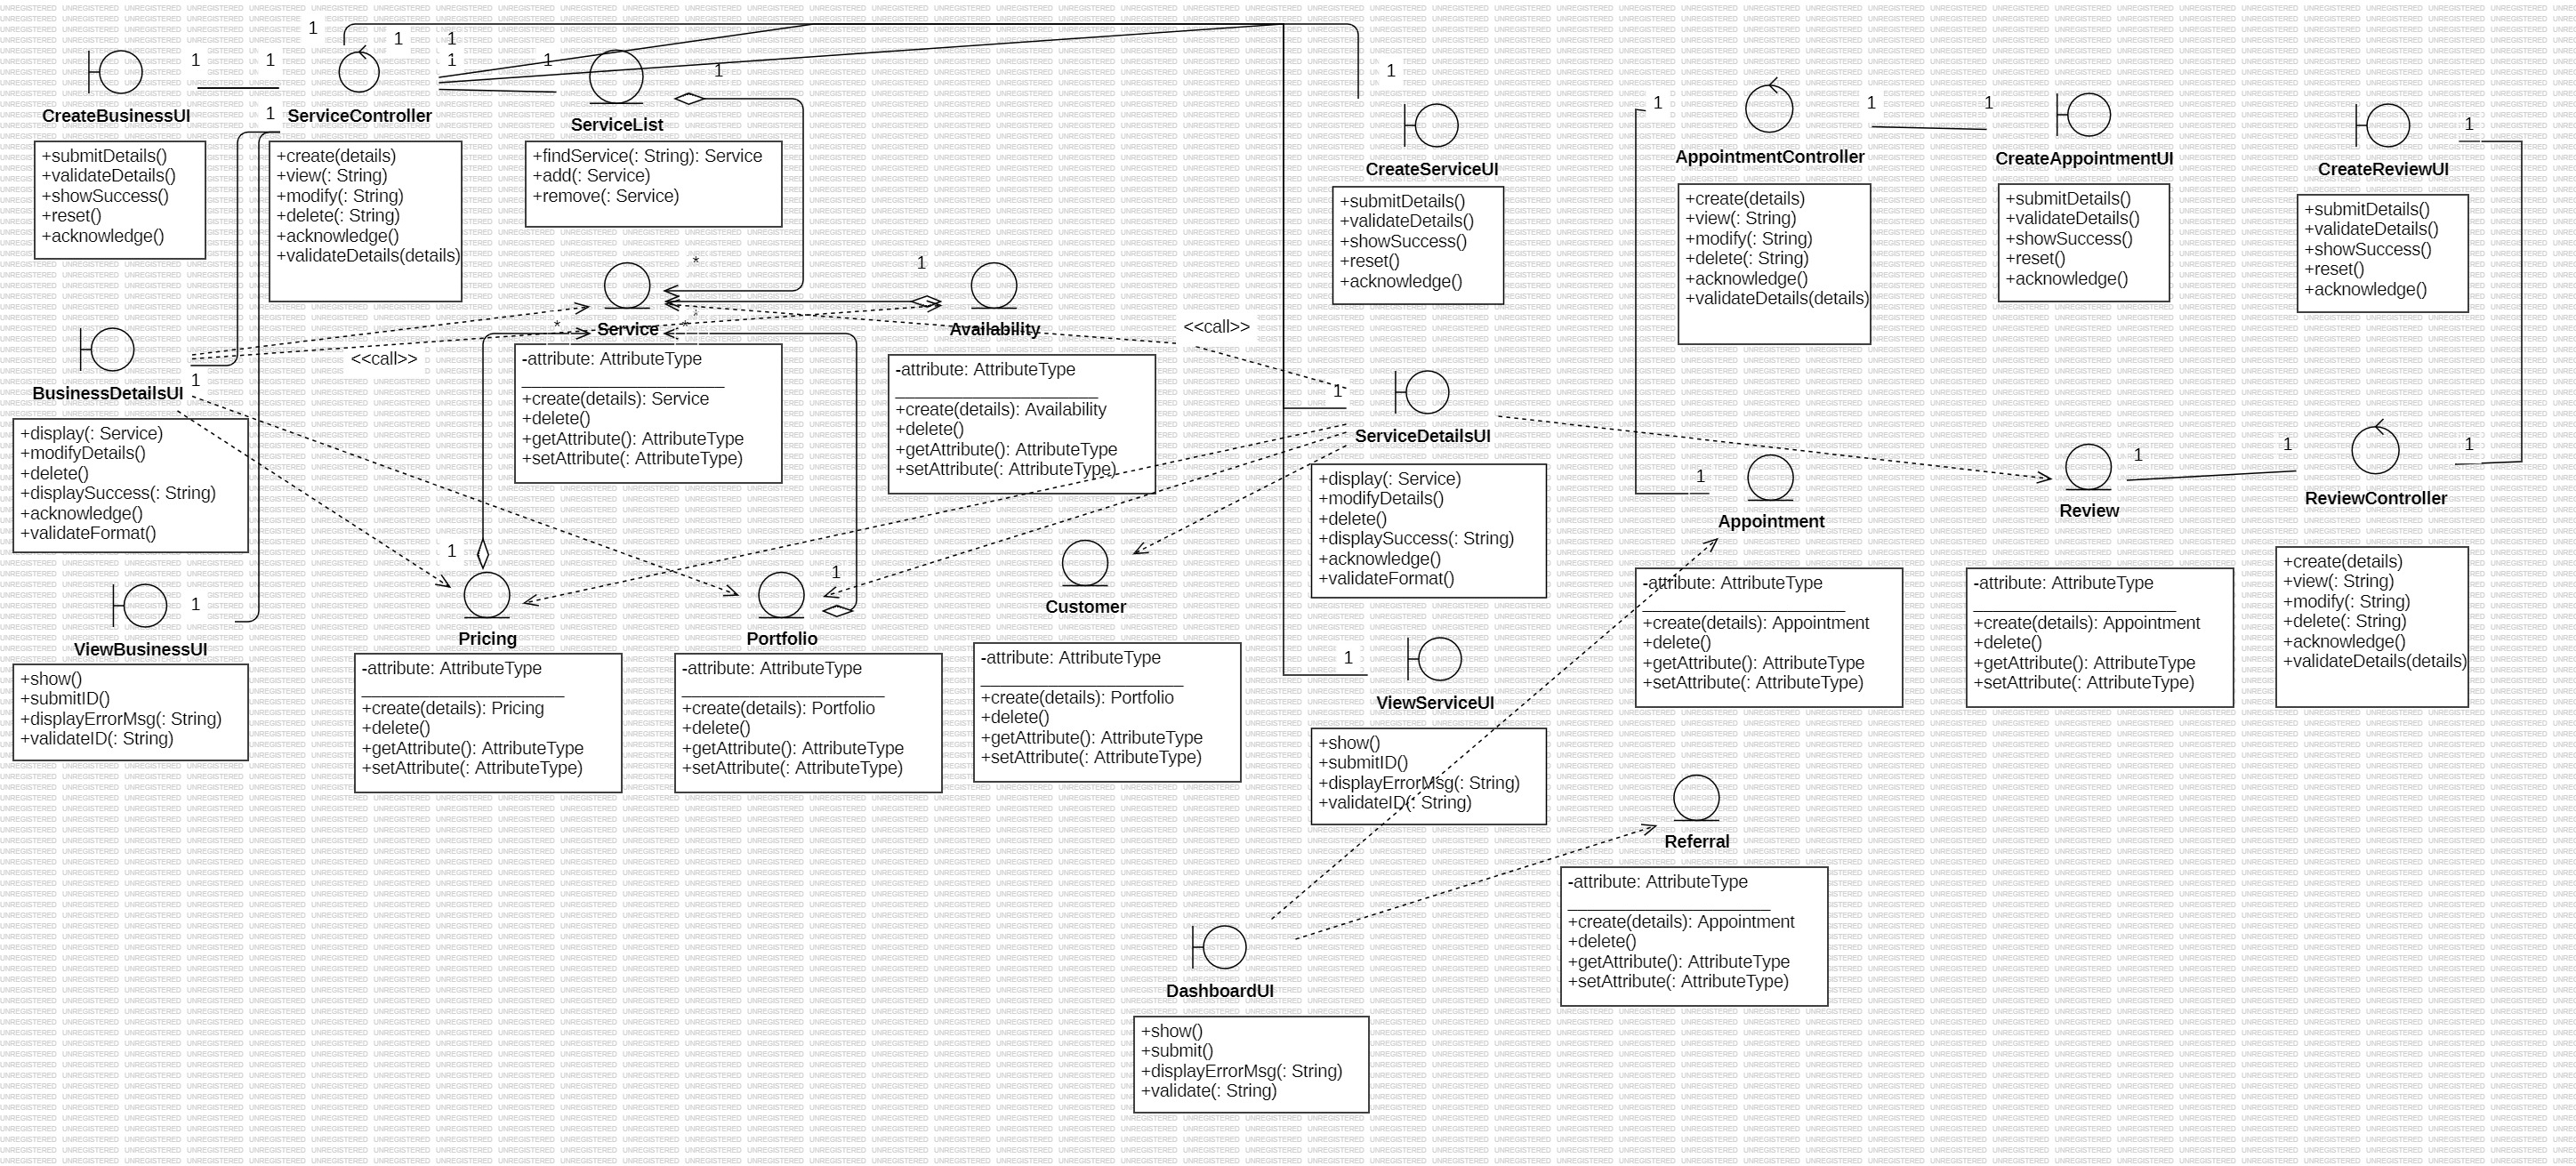 CreateBusinessUI
+submitDetails()
+validateDetails()
+showSuccess()
+reset()
+acknowledge()
1
1
1
1
1
1
1
1
1
ServiceController
+create(details)
+view(: String)
+modify(: String)
+delete(: String)
+acknowledge()
+validateDetails(details)
ServiceList
+findService(: String): Service
+add(: Service)
+remove(: Service)
CreateServiceUI
1
+submitDetails()
+validateDetails()
+showSuccess()
+reset()
+acknowledge()
1
AppointmentController
+create(details)
+view(: String)
+modify(: String)
+delete(: String)
+acknowledge()
+validateDetails(details)
1
1
CreateAppointmentUI
+submitDetails()
+validateDetails()
+showSuccess()
+reset()
+acknowledge()
1
CreateReviewUI
+submitDetails()
+validateDetails()
+showSuccess()
+reset()
+acknowledge()
*
1
*
*
*
Service
-attribute: AttributeType
+create(details): Service
+delete()
+getAttribute(): AttributeType
+setAttribute(: AttributeType)
Availability
-attribute: AttributeType
+create(details): Availability
+delete()
+getAttribute(): AttributeType
+setAttribute(: AttributeType)
<<call>>
<<call>>
BusinessDetailsUI
1
+display(: Service)
+modifyDetails()
+delete()
+displaySuccess(: String)
+acknowledge()
+validateFormat()
1
ServiceDetailsUI
+display(: Service)
+modifyDetails()
+delete()
+displaySuccess(: String)
+acknowledge()
+validateFormat()
1
Appointment
-attribute: AttributeType
+create(details): Appointment
+delete()
+getAttribute(): AttributeType
+setAttribute(: AttributeType)
1
Review
-attribute: AttributeType
+create(details): Appointment
+delete()
+getAttribute(): AttributeType
+setAttribute(: AttributeType)
1
1
ReviewController
+create(details)
+view(: String)
+modify(: String)
+delete(: String)
+acknowledge()
+validateDetails(details)
1
ViewBusinessUI
+show()
+submitID()
+displayErrorMsg(: String)
+validateID(: String)
1
Pricing
-attribute: AttributeType
+create(details): Pricing
+delete()
+getAttribute(): AttributeType
+setAttribute(: AttributeType)
1
Portfolio
-attribute: AttributeType
+create(details): Portfolio
+delete()
+getAttribute(): AttributeType
+setAttribute(: AttributeType)
Customer
-attribute: AttributeType
+create(details): Portfolio
+delete()
+getAttribute(): AttributeType
+setAttribute(: AttributeType)
1
ViewServiceUI
+show()
+submitID()
+displayErrorMsg(: String)
+validateID(: String)
Referral
-attribute: AttributeType
+create(details): Appointment
+delete()
+getAttribute(): AttributeType
+setAttribute(: AttributeType)
DashboardUI
+show()
+submit()
+displayErrorMsg(: String)
+validate(: String)
UNREGISTERED